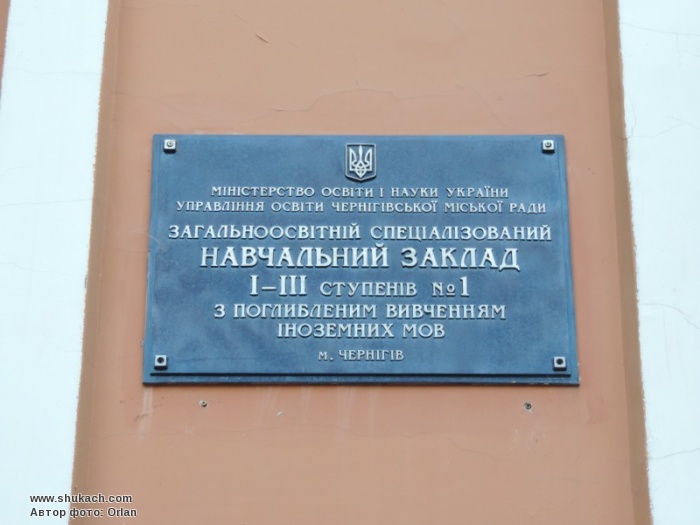 МІНІСТЕРСТВО ОСВІТИ І НАУКИ УКРАЇНИ
УПРАВЛІННЯ ОСВІТИ ЧЕРНІГІВСЬКОЇ МІСЬКОЇ РАДИ
ЗАГАЛЬНООСВІТНІЙ СПЕЦІАЛІЗОВАНИЙ
НАВЧАЛЬНИЙ ЗАКЛАД
І–ІІІ СТУПЕНІВ №1
З ПОГЛИБЛЕНИМ ВИВЧЕННЯМ
ІНОЗЕМНИХ МОВ
М. ЧЕРНІГІВ
www.shukach.com
Автор фото: Orlan